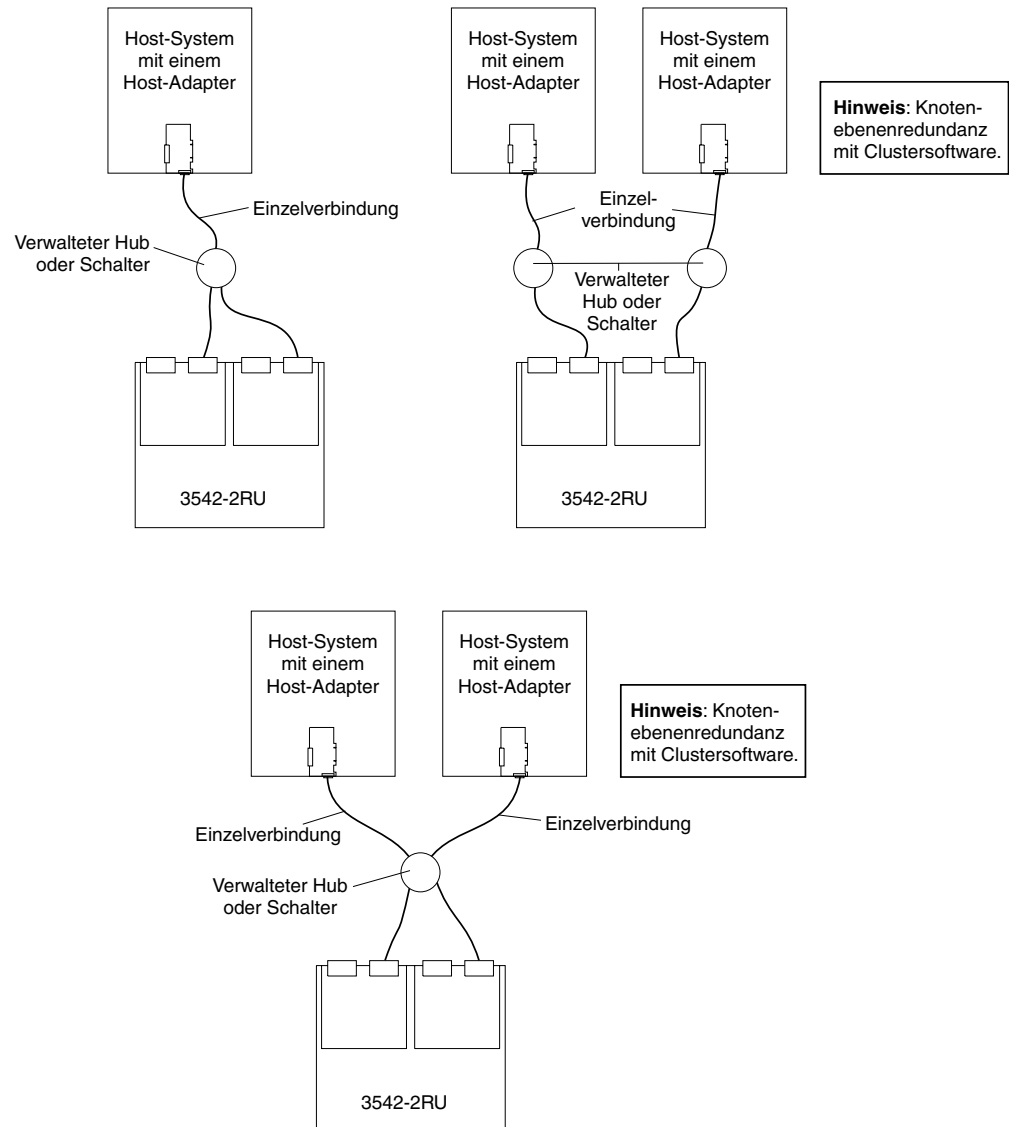 Host-System
mit einem
Host-Adapter
Einzelverbindung
Verwalteter Hub
oder Schalter
3542-2RU
Host-System
mit einem
Host-Adapter
Host-System
mit einem
Host-Adapter
Hinweis: Knoten-
ebenenredundanz
mit Clustersoftware.
Einzel-
verbindung
Verwalteter
Hub oder
Schalter
3542-2RU
Host-System
mit einem
Host-Adapter
Host-System
mit einem
Host-Adapter
Hinweis: Knoten-
ebenenredundanz
mit Clustersoftware.
Einzelverbindung
Einzelverbindung
Verwalteter Hub
oder Schalter
3542-2RU